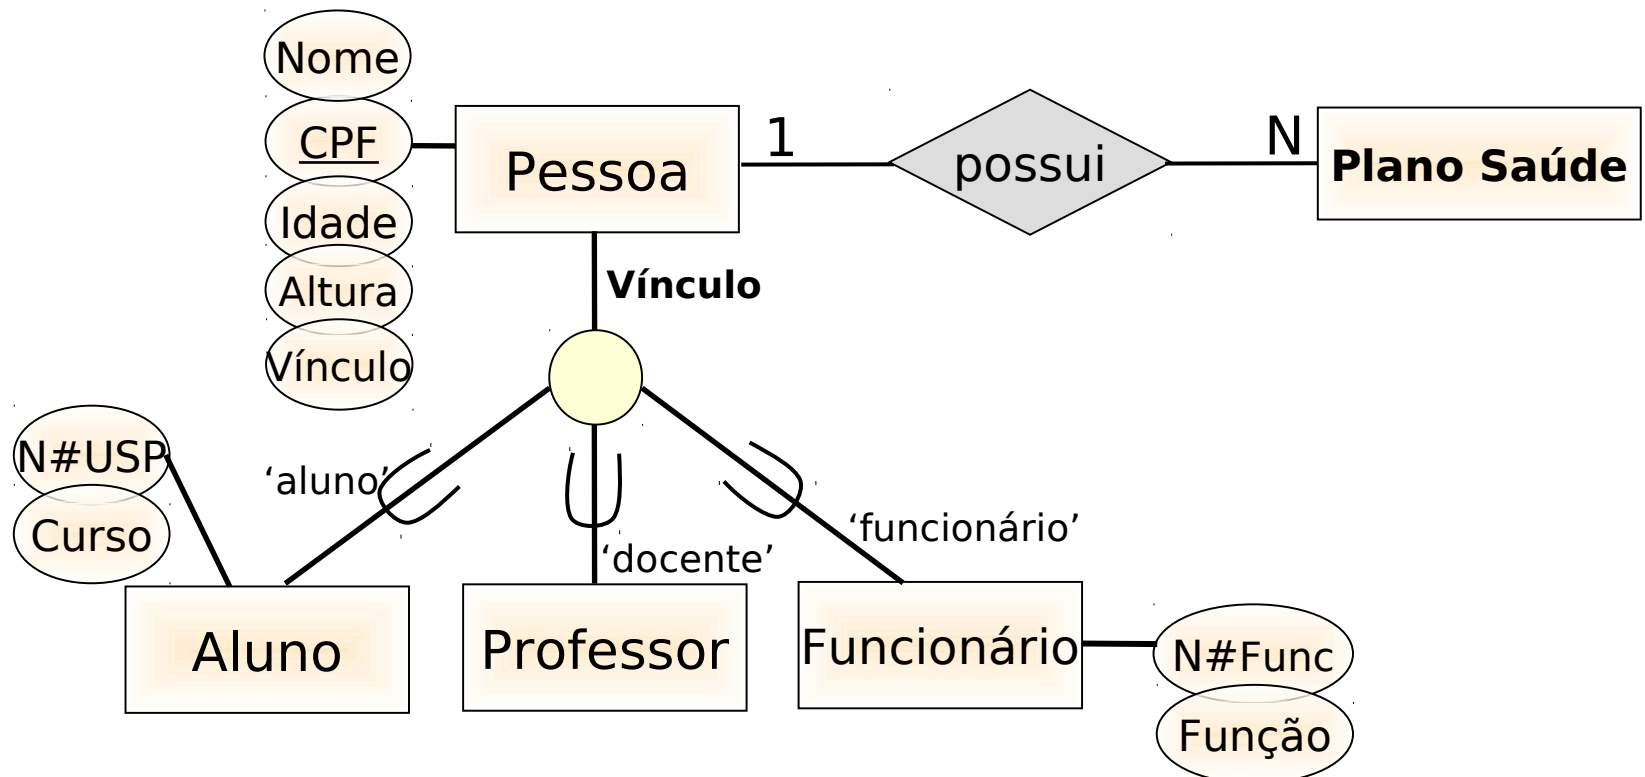 Nome
CPF
Idade
Altura
Vínculo
Pessoa
1
possui
N
Plano Saúde
Vínculo
N#USP
Curso
‘aluno’
‘docente’
‘funcionário’
Aluno
Professor
Funcionário
N#Func
Função